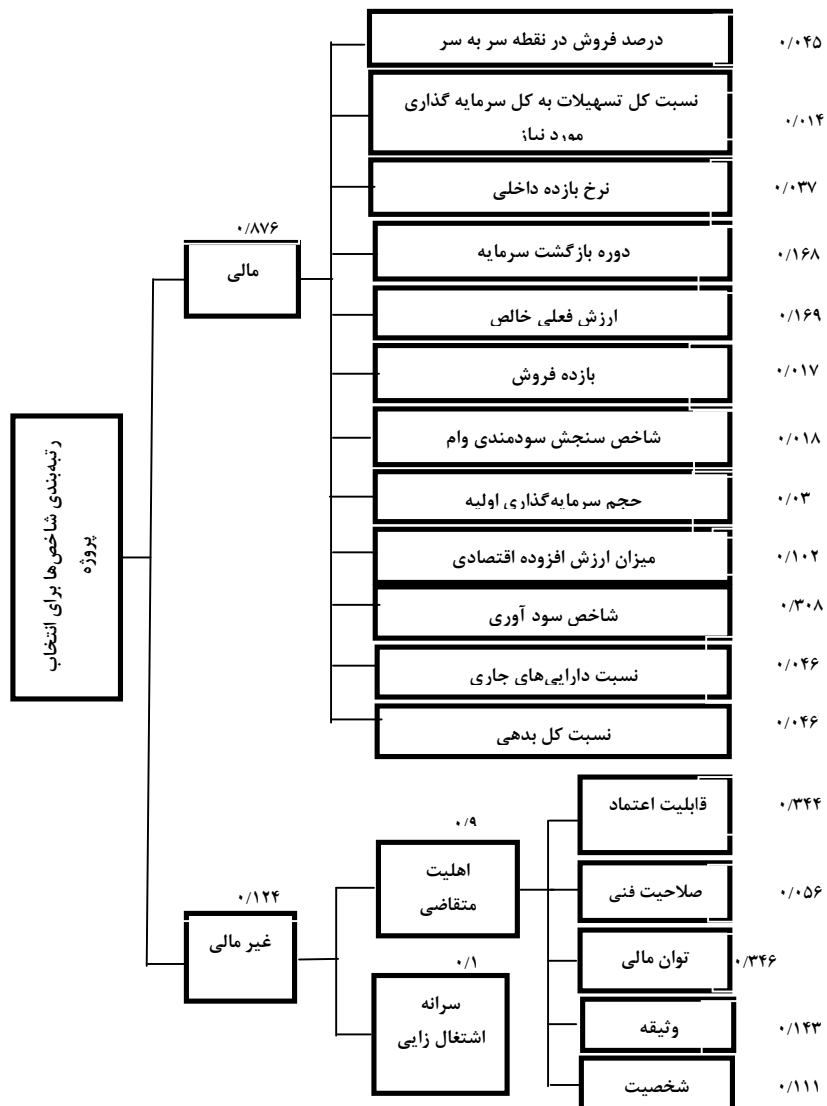 رتبه‌بندی شاخص‌ها برای انتخاب
پروژه
۰/۸۷۶
مالی
درصد فروش در نقطه سر به سر
۰/۰۴۵
نسبت کل تسهیلات به کل سرمایه گذاری
مورد نیاز
۰/۰۱۴
نرخ بازده داخلی
۰/۰۳۷
دوره بازگشت سرمایه
۰/۱۶۸
ارزش فعلی خالص
۰/۱۶۹
بازده فروش
۰/۰۱۷
شاخص سنجش سودمندی وام
۰/۰۱۸
حجم سرمایه‌گذاری اولیه
۰/۰۳
میزان ارزش افزوده اقتصادی
۰/۱۰۲
شاخص سود آوری
۰/۳۰۸
نسبت دارایی‌های جاری
۰/۰۴۶
نسبت کل بدهی
۰/۰۴۶
۰/۱۲۴
غیر مالی
۰/۹
اهلیت
متقاضی
قابلیت اعتماد
۰/۳۴۴
صلاحیت فنی
۰/۰۵۶
توان مالی
۰/۳۴۶
وثیقه
۰/۱۴۳
شخصیت
۰/۱۱۱
۰/۱
سرانه
اشتغال زایی